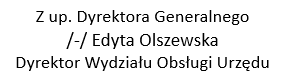 Z up. Dyrektora Generalnego
/-/ Edyta Olszewska
Dyrektor Wydziału Obsługi Urzędu